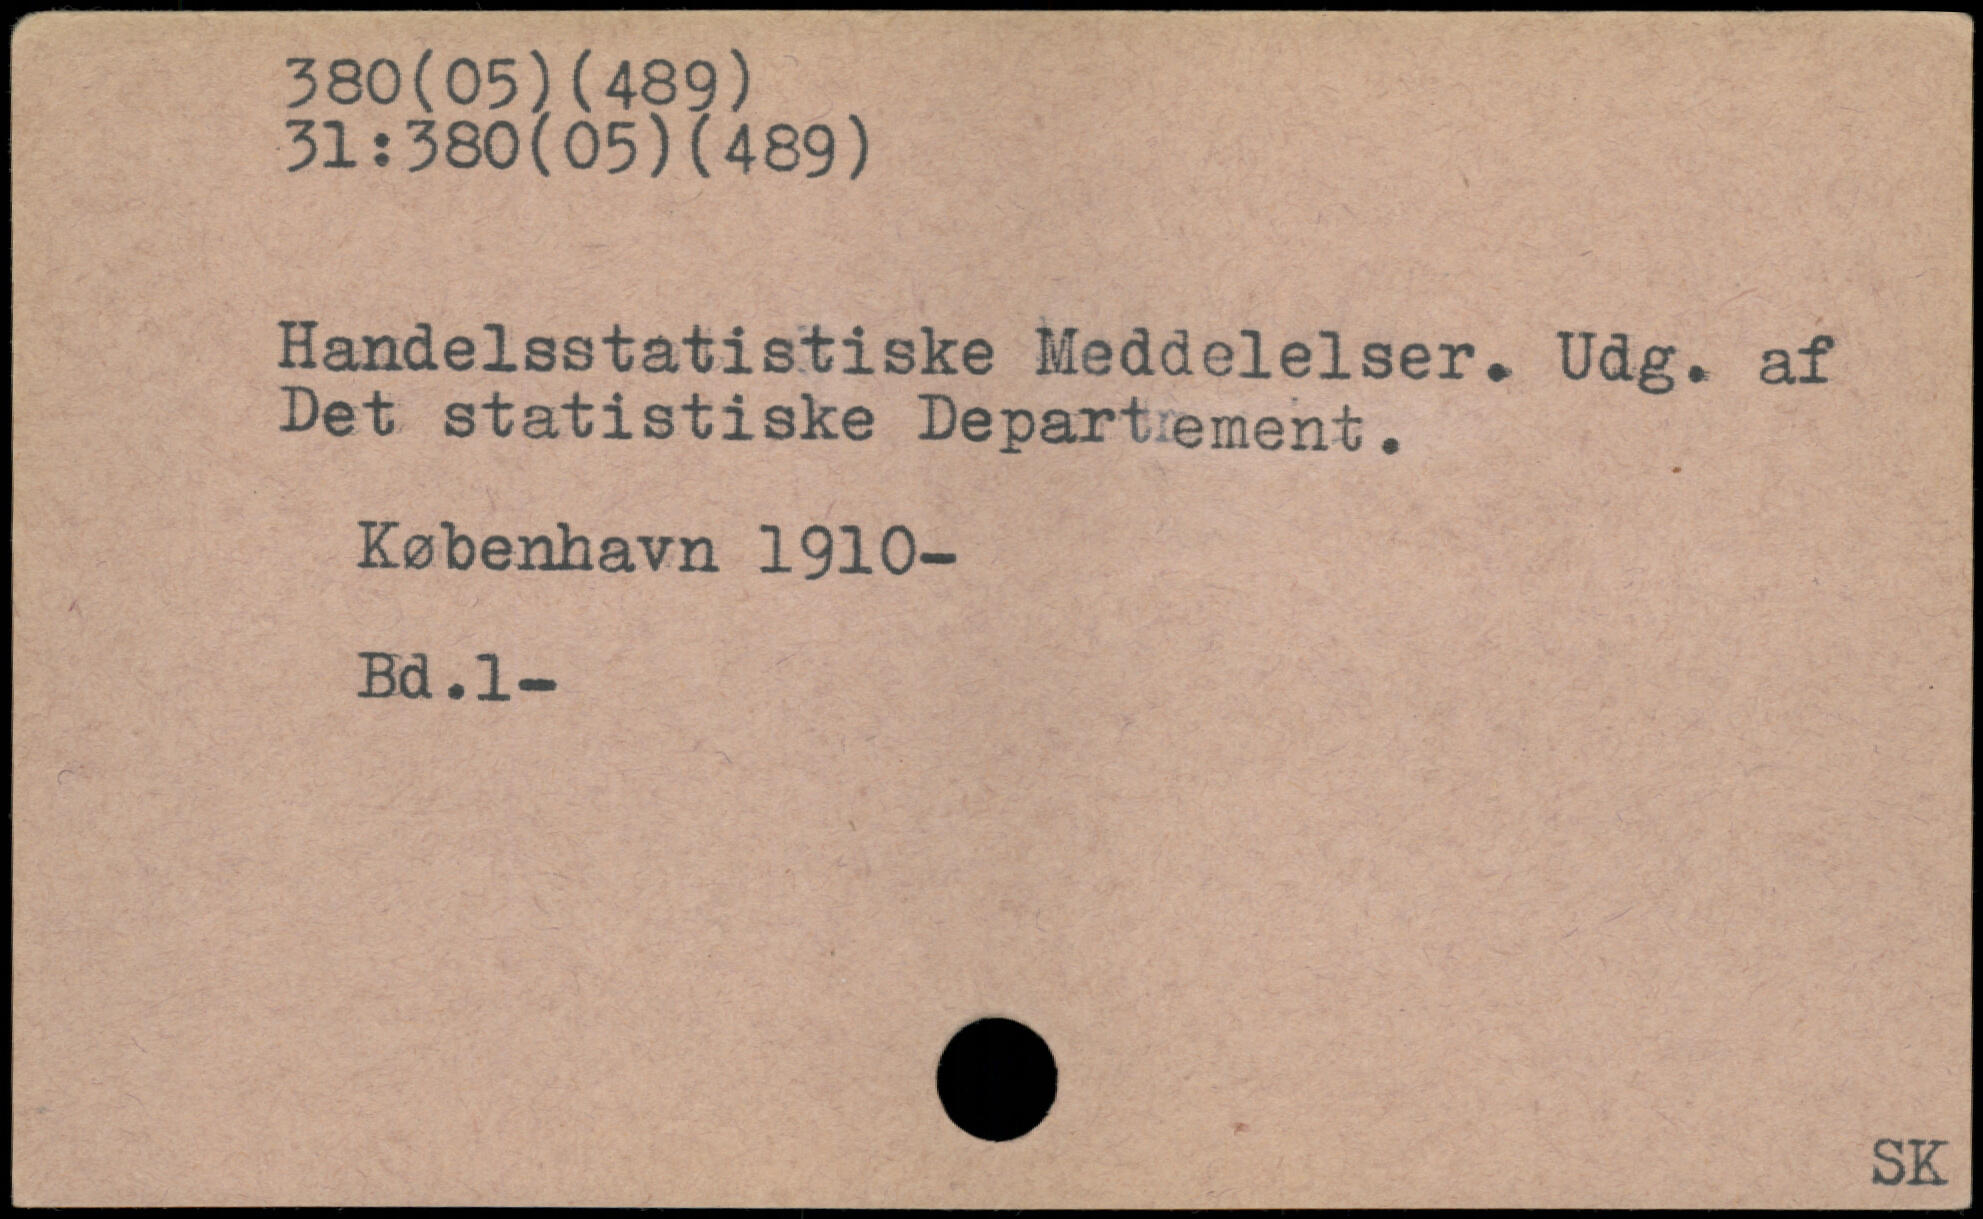 380(05)(489)
31:380(05)(489)
Handelsstatistiske Meddelelser. Udg. af
Det statistiske Departement.
København 1910-
Bd.1-
SK